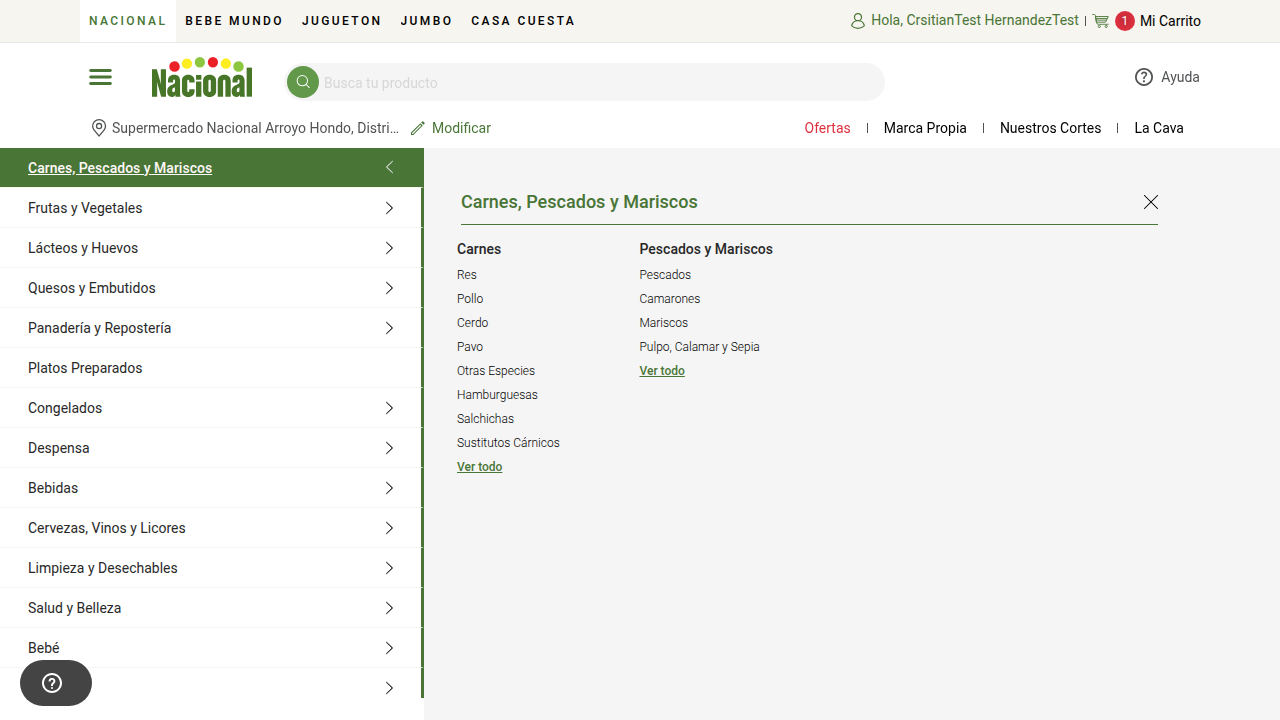 NACIONAL BEBE MUNDO JUGUETON JUMBO CASA CUESTA Hola, CrsitianTest HernandezTest 1 Mi Carrito
Nacional Busca tu producto Ayuda
Supermercado Nacional Arroyo Hondo, Distri... Modificar Ofertas Marca Propia Nuestros Cortes La Cava
Carnes, Pescados y Mariscos
Frutas y Vegetales
Lácteos y Huevos
Quesos y Embutidos
Panadería y Repostería
Platos Preparados
Congelados
Despensa
Bebidas
Cervezas, Vinos y Licores
Limpieza y Desechables
Salud y Belleza
Bebé
Carnes, Pescados y Mariscos
Carnes
Res
Pollo
Cerdo
Pavo
Otras Especies
Hamburguesas
Salchichas
Sustitutos Cárnicos
Ver todo
Pescados y Mariscos
Pescados
Camarones
Mariscos
Pulpo, Calamar y Sepia
Ver todo